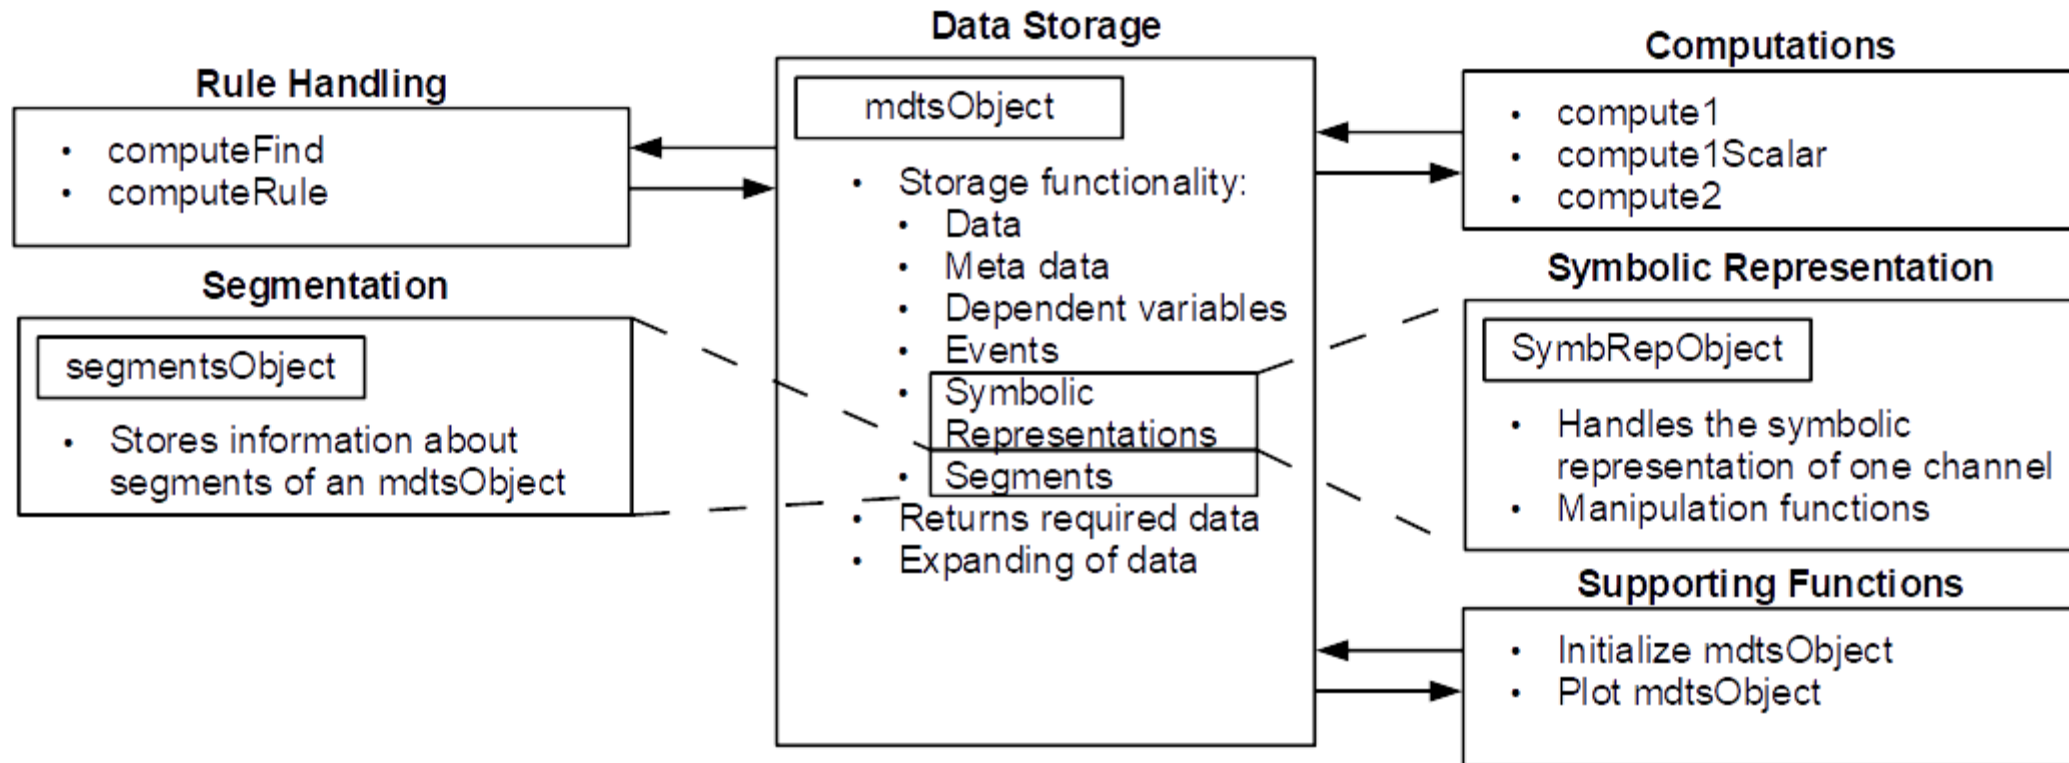 Rule Handling
• computeFind
• computeRule
Segmentation
segmentsObject
• Stores information about
segments of an mdtsObject
Data Storage
mdtsObject
• Storage functionality:
• Data
• Meta data
• Dependent variables
• Events
• Symbolic
Representations
• Segments
• Returns required data
• Expanding of data
Computations
• compute1
• compute1Scalar
• compute2
Symbolic Representation
SymbRepObject
• Handles the symbolic
representation of one channel
• Manipulation functions
Supporting Functions
• Initialize mdtsObject
• Plot mdtsObject